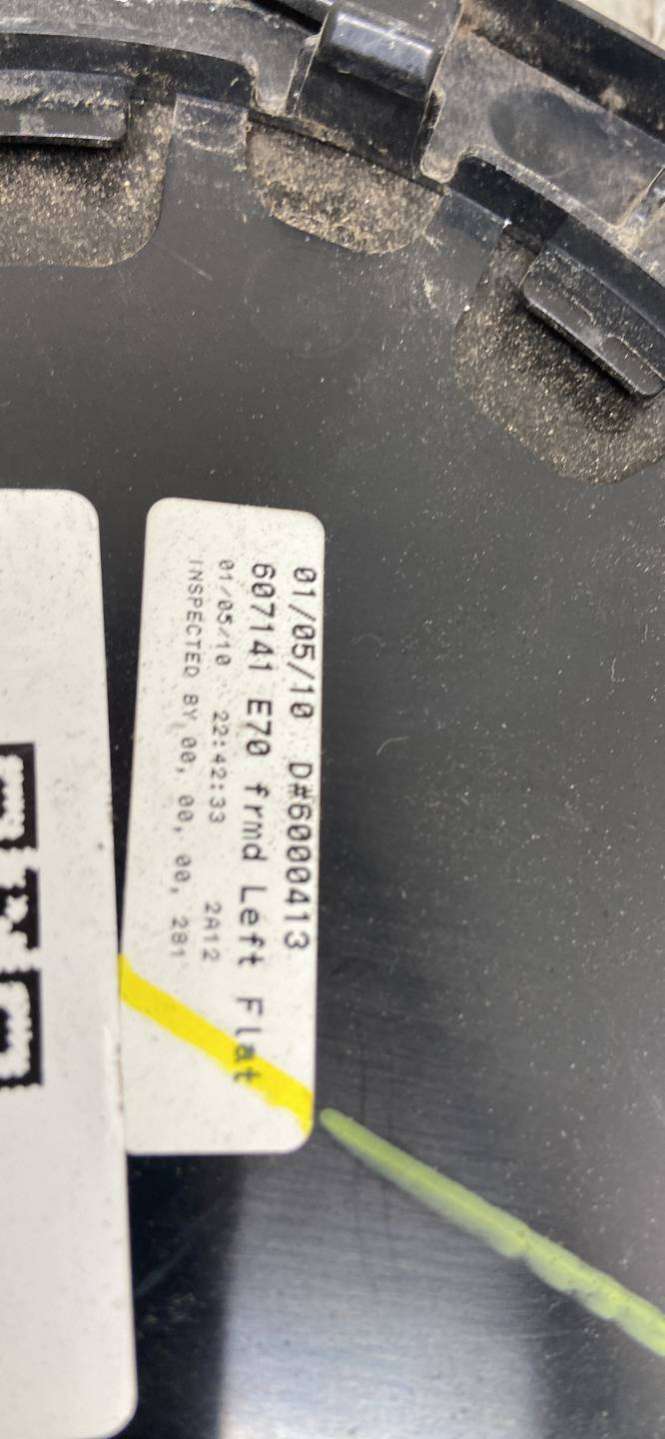 01/05/10 D#6000413
607141 E70 frmd Left Flat
01/05/10 22:42:33 2A12
INSPECTED BY 00, 00, 00, 281